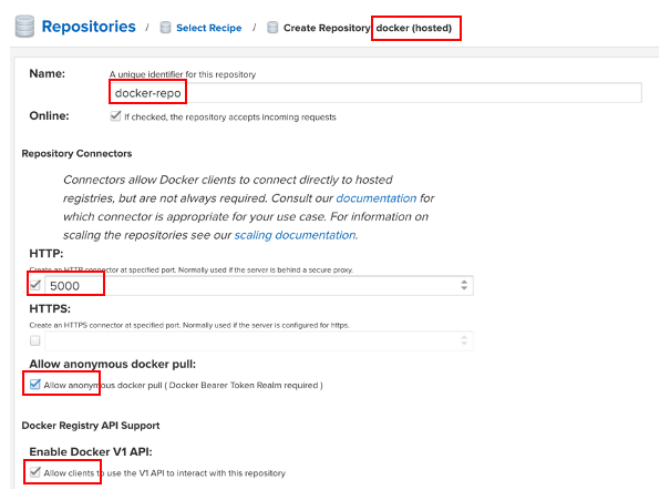 Repositories / Select Recipe / Create Repository: docker (hosted)
Name: A unique identifier for this repository
docker-repo
Online: If checked, the repository accepts incoming requests
Repository Connectors
Connectors allow Docker clients to connect directly to hosted
registries, but are not always required. Consult our documentation for
which connector is appropriate for your use case. For information on
scaling the repositories see our scaling documentation.
HTTP:
Create an HTTP connector at specified port. Normally used if the server is behind a secure proxy.
5000
HTTPS:
Create an HTTPS connector at specified port. Normally used if the server is configured for https.
Allow anonymous docker pull:
Allow anonymous docker pull ( Docker Bearer Token Realm required )
Docker Registry API Support
Enable Docker V1 API:
Allow clients to use the V1 API to interact with this repository